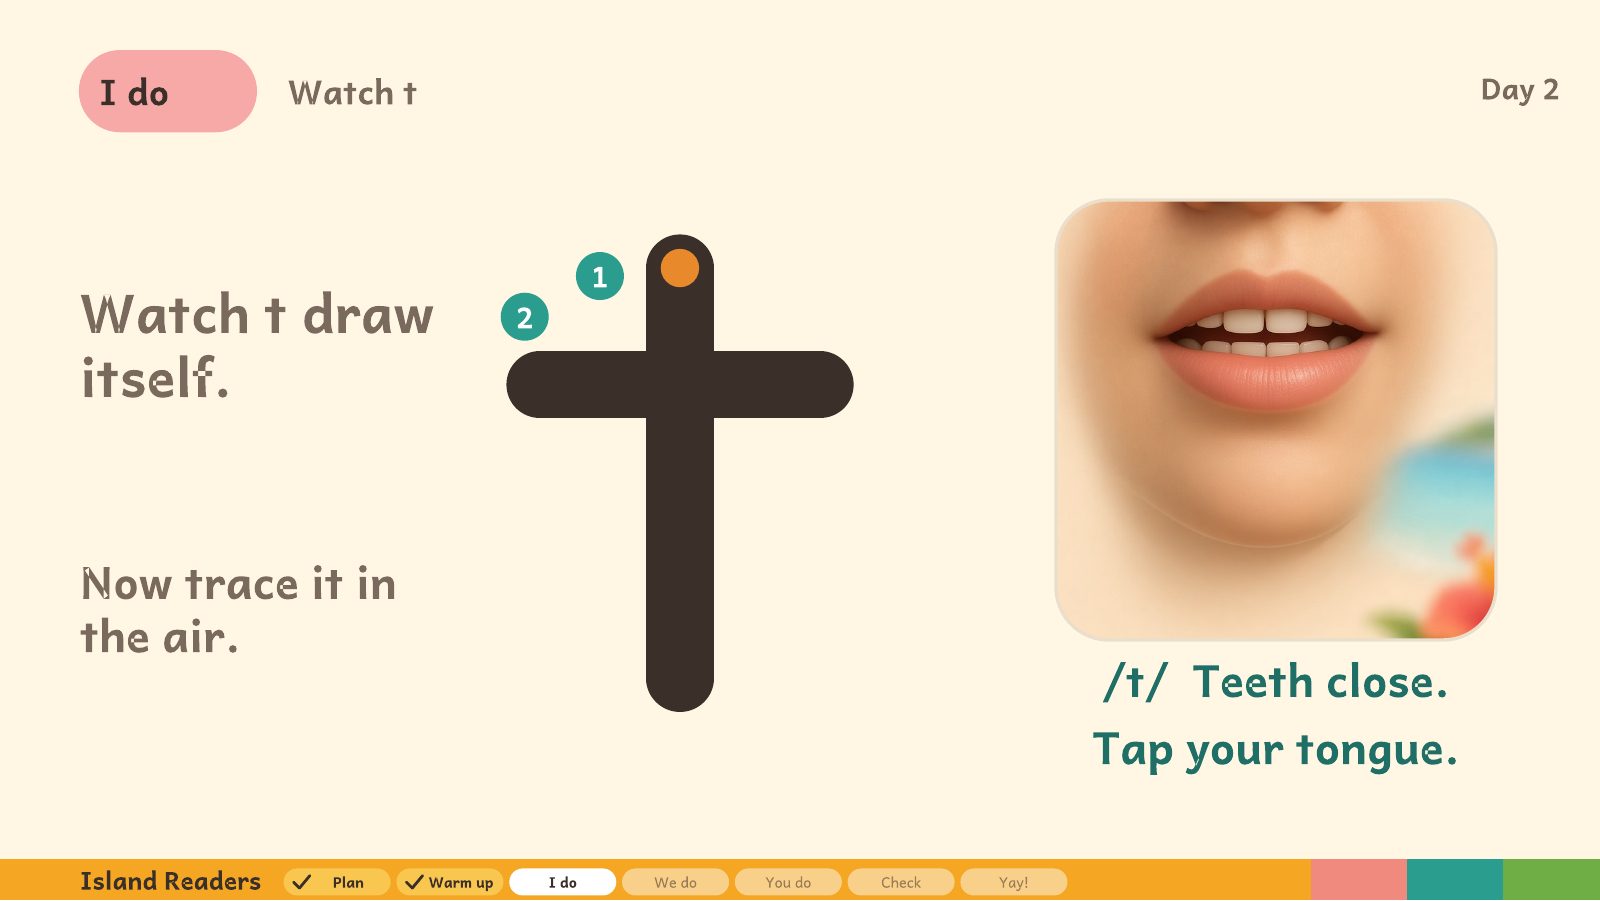 I do
Watch t
Day 2
Watch t draw
itself.
Now trace it in
the air.
1
2
t
/t/ Teeth close.
Tap your tongue.
Island Readers
Plan
Warm up
I do
We do
You do
Check
Yay!